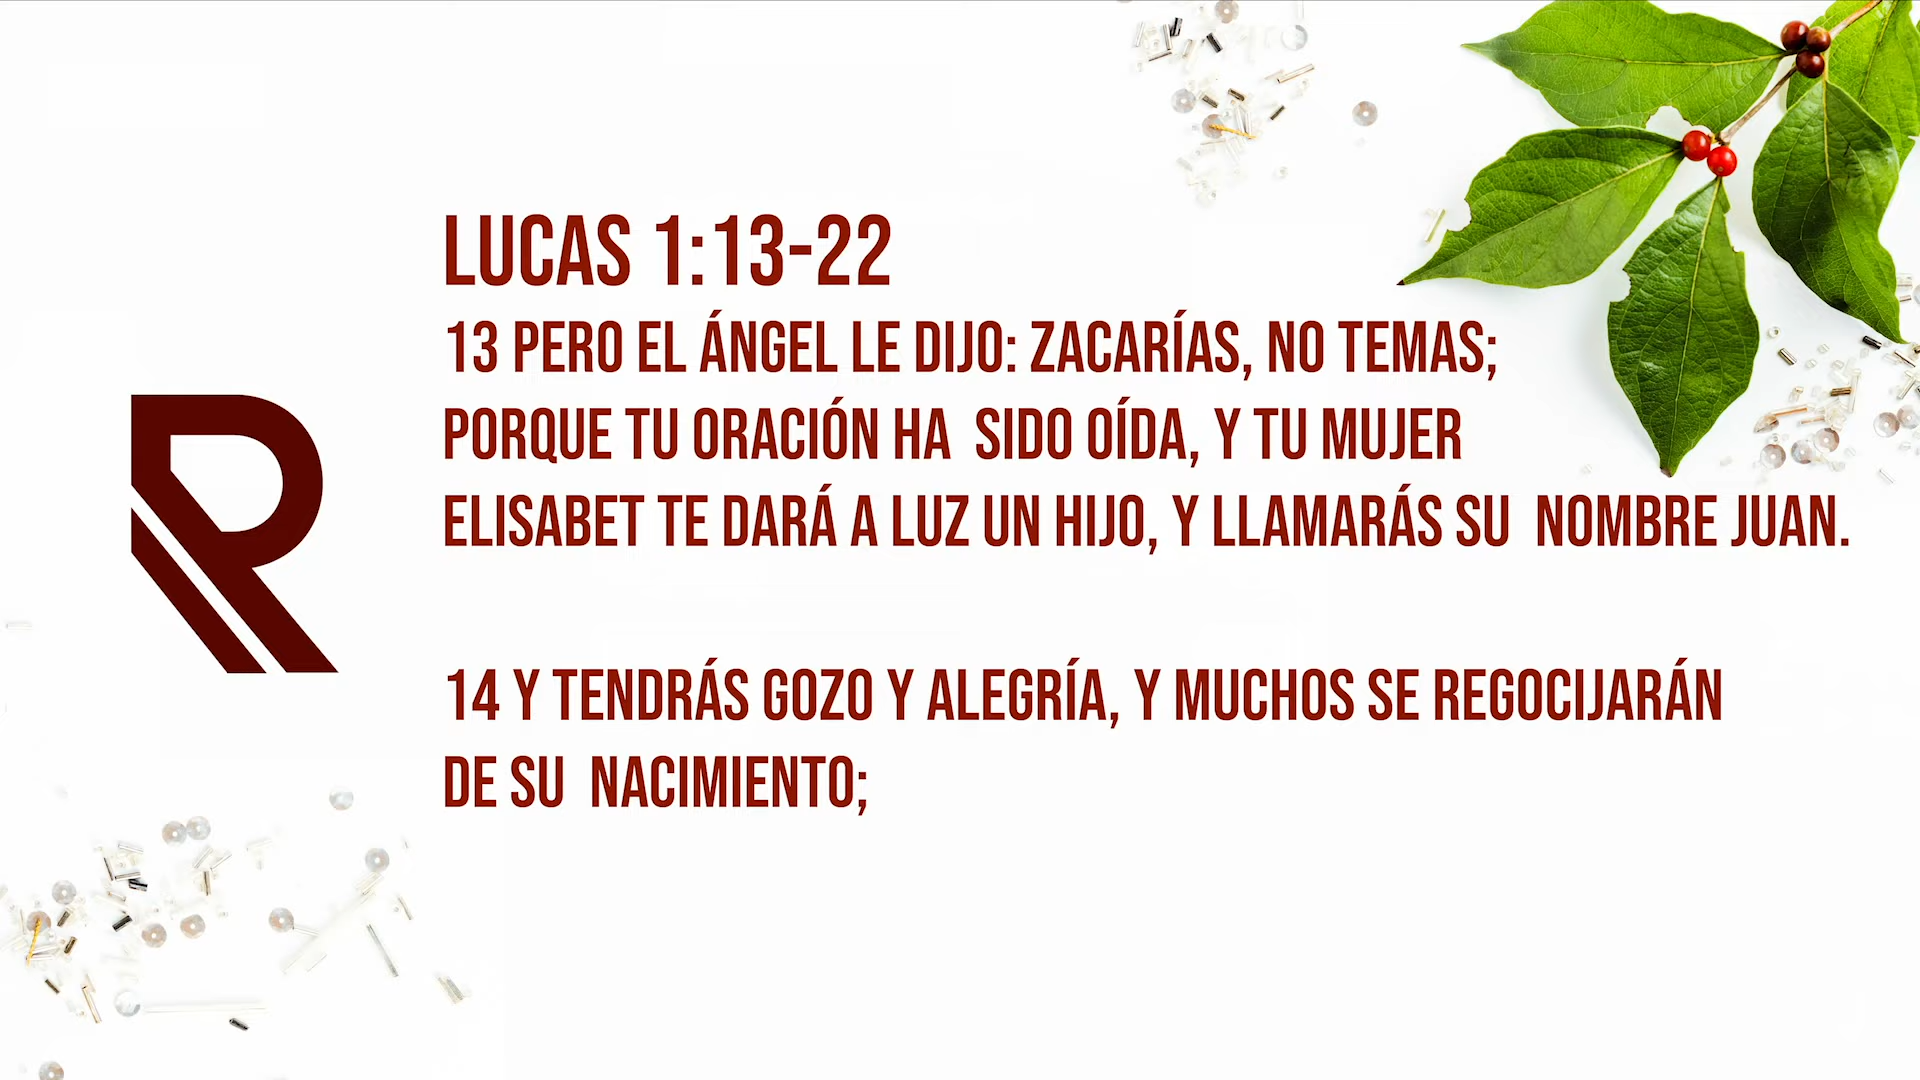 LUCAS 1:13-22
13 PERO EL ÁNGEL LE DIJO: ZACARÍAS, NO TEMAS;
PORQUE TU ORACIÓN HA  SIDO OÍDA, Y TU MUJER
ELISABET TE DARÁ A LUZ UN HIJO, Y LLAMARÁS SU  NOMBRE JUAN.
14 Y TENDRÁS GOZO Y ALEGRÍA, Y MUCHOS SE REGOCIJARÁN
DE SU  NACIMIENTO;
R